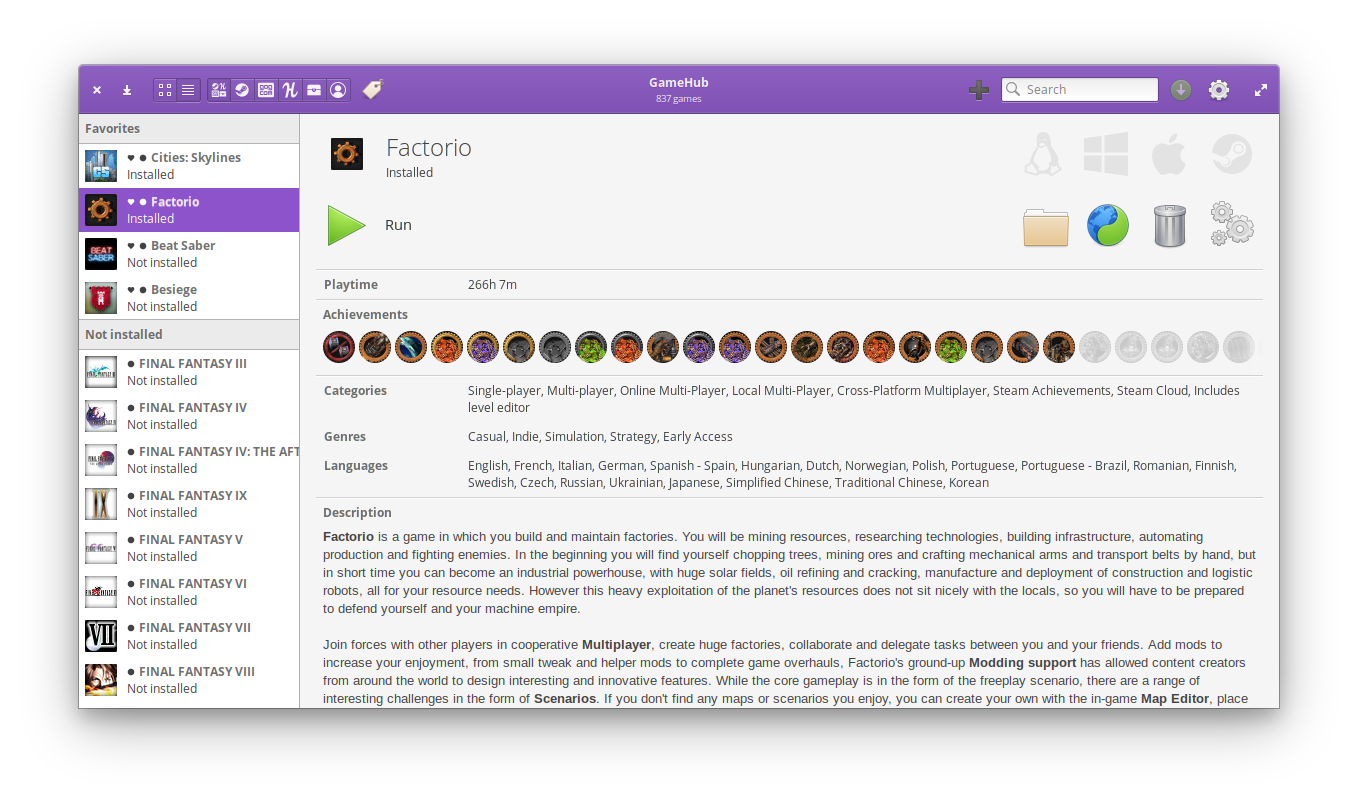 GameHub
837 games
Search
Favorites
Cities: Skylines
Installed
Factorio
Installed
Beat Saber
Not installed
Besiege
Not installed
Not installed
FINAL FANTASY III
Not installed
FINAL FANTASY IV
Not installed
FINAL FANTASY IV: THE AFT
Not installed
FINAL FANTASY IX
Not installed
FINAL FANTASY V
Not installed
FINAL FANTASY VI
Not installed
FINAL FANTASY VII
Not installed
FINAL FANTASY VIII
Not installed
CS
BEAT
SABER
IX
VII
Factorio
Installed
Run
Playtime 266h 7m
Achievements
Categories Single-player, Multi-player, Online Multi-Player, Local Multi-Player, Cross-Platform Multiplayer, Steam Achievements, Steam Cloud, Includes
level editor
Genres Casual, Indie, Simulation, Strategy, Early Access
Languages English, French, Italian, German, Spanish - Spain, Hungarian, Dutch, Norwegian, Polish, Portuguese, Portuguese - Brazil, Romanian, Finnish,
Swedish, Czech, Russian, Ukrainian, Japanese, Simplified Chinese, Traditional Chinese, Korean
Description
Factorio is a game in which you build and maintain factories. You will be mining resources, researching technologies, building infrastructure, automating
production and fighting enemies. In the beginning you will find yourself chopping trees, mining ores and crafting mechanical arms and transport belts by hand, but
in short time you can become an industrial powerhouse, with huge solar fields, oil refining and cracking, manufacture and deployment of construction and logistic
robots, all for your resource needs. However this heavy exploitation of the planet's resources does not sit nicely with the locals, so you will have to be prepared
to defend yourself and your machine empire.
Join forces with other players in cooperative Multiplayer, create huge factories, collaborate and delegate tasks between you and your friends. Add mods to
increase your enjoyment, from small tweak and helper mods to complete game overhauls, Factorio's ground-up Modding support has allowed content creators
from around the world to design interesting and innovative features. While the core gameplay is in the form of the freeplay scenario, there are a range of
interesting challenges in the form of Scenarios. If you don't find any maps or scenarios you enjoy, you can create your own with the in-game Map Editor, place